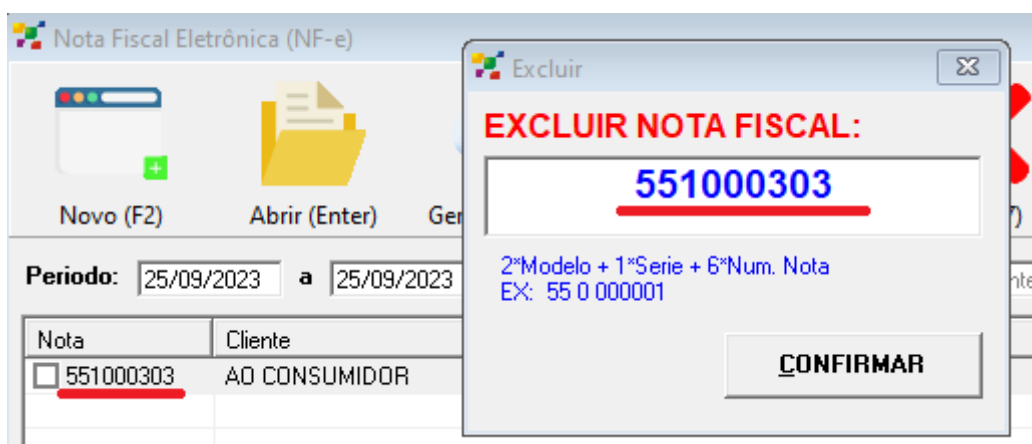 Nota Fiscal Eletrônica (NF-e)
Novo (F2)
Abrir (Enter)
Periodo: 25/09/2023 a 25/09/2023
Nota Cliente
551000303 AO CONSUMIDOR
Excluir
EXCLUIR NOTA FISCAL:
551000303
2*Modelo + 1*Serie + 6*Num. Nota
EX: 55 0 000001
CONFIRMAR